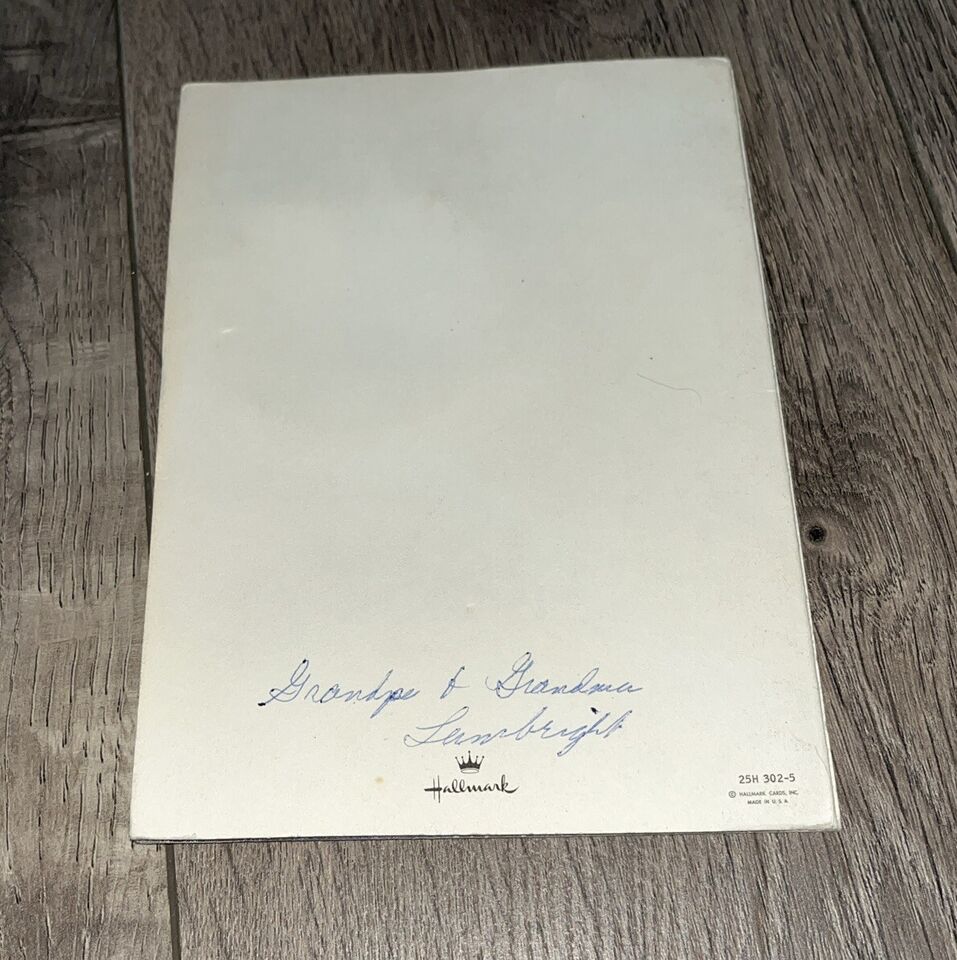 Grandpa & Grandma
Lambright
Hallmark
25H 302-5
© HALLMARK CARDS, INC.
MADE IN U.S.A.